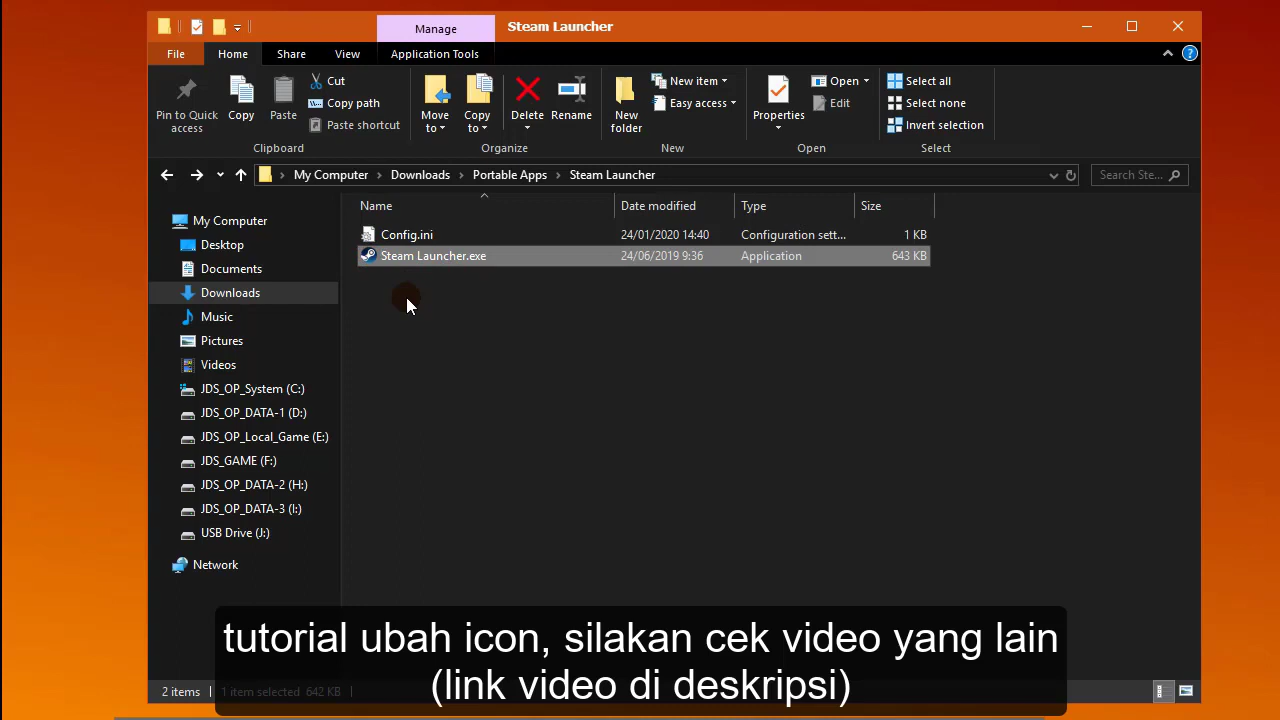 Manage
Steam Launcher
File
Home
Share
View
Application Tools
Pin to Quick access
Copy
Paste
Cut
Copy path
Paste shortcut
Clipboard
Move to
Copy to
Delete
Rename
Organize
New folder
New item
Easy access
New
Properties
Open
Edit
Open
Select all
Select none
Invert selection
Select
My Computer > Downloads > Portable Apps > Steam Launcher
Search Ste...
Name Date modified Type Size
Config.ini 24/01/2020 14:40 Configuration sett... 1 KB
Steam Launcher.exe 24/06/2019 9:36 Application 643 KB
My Computer
Desktop
Documents
Downloads
Music
Pictures
Videos
JDS_OP_System (C:)
JDS_OP_DATA-1 (D:)
JDS_OP_Local_Game (E:)
JDS_GAME (F:)
JDS_OP_DATA-2 (H:)
JDS_OP_DATA-3 (I:)
USB Drive (J:)
Network
tutorial ubah icon, silakan cek video yang lain
(link video di deskripsi)
2 items 1 item selected 642 KB